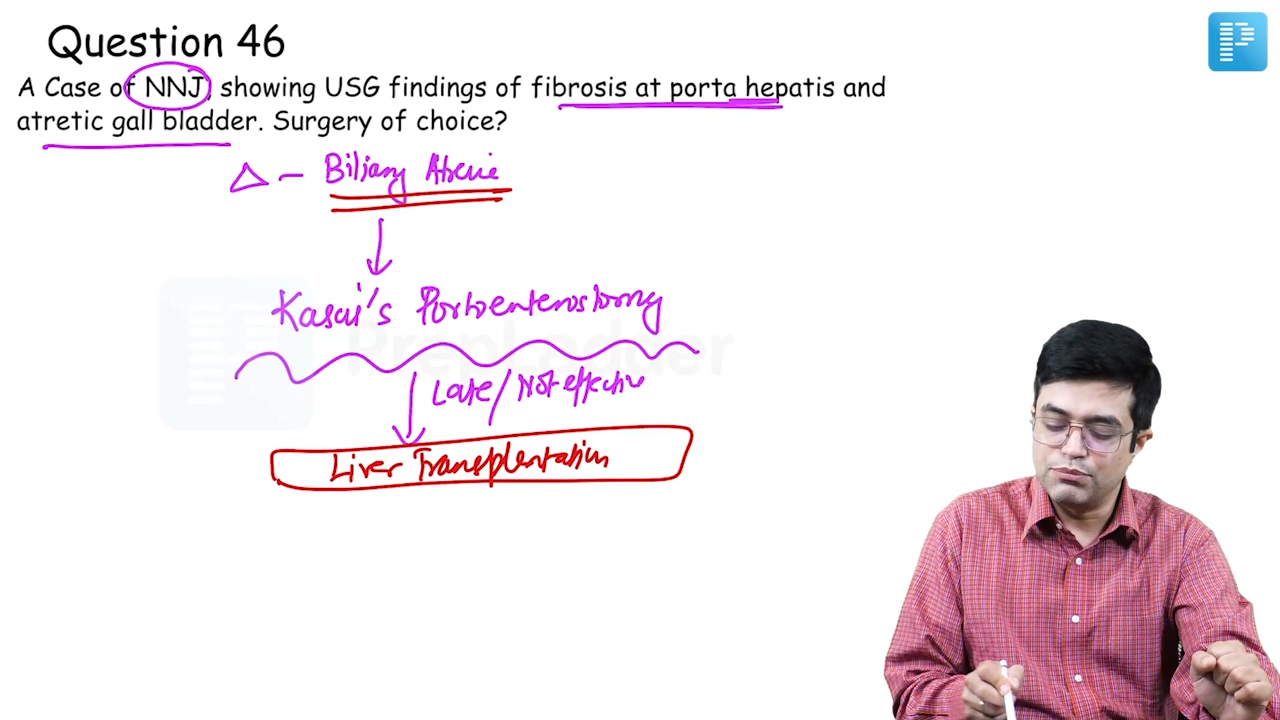 Question 46
A Case of NNJ, showing USG findings of fibrosis at porta hepatis and
atretic gall bladder. Surgery of choice?
Δ – Biliary Atresia
Kasai's Portoenterostomy
PrepLadder
Late/Not effective
Liver Transplantation